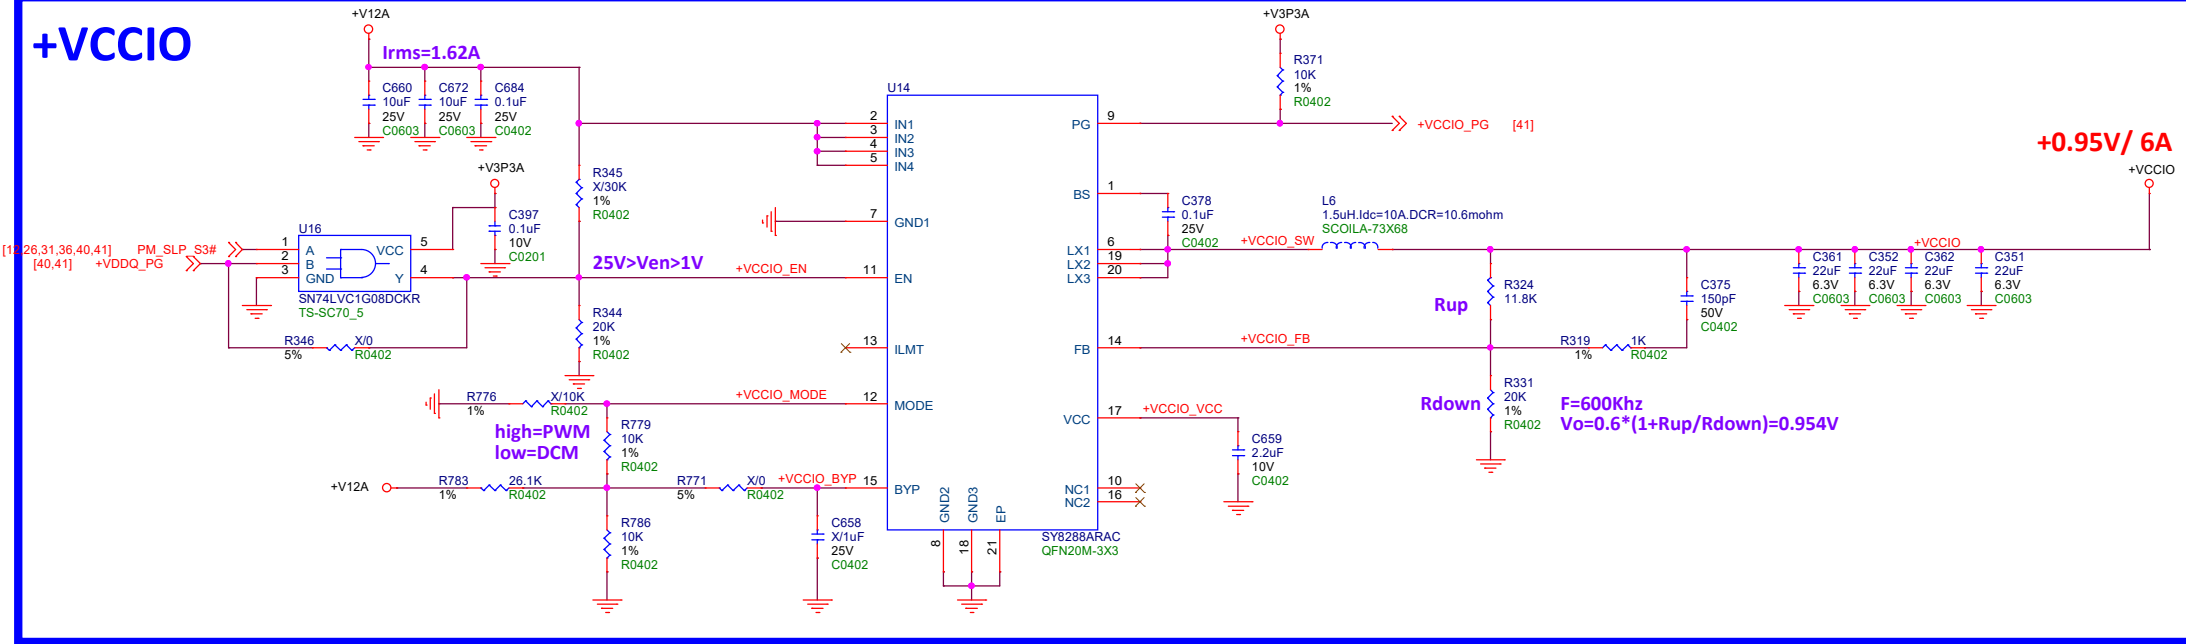 +VCCIO
+V12A
Irms=1.62A
C660
10uF
25V
C0603
C672
10uF
25V
C0603
C684
0.1uF
25V
C0402
+V3P3A
C397
0.1uF
10V
C0201
R345
X/30K
1%
R0402
[12,26,31,36,40,41] PM_SLP_S3#
[40,41] +VDDQ_PG
U16
1 A VCC 5
2 B
3 GND Y 4
SN74LVC1G08DCKR
TS-SC70_5
R346 X/0
5% R0402
25V>Ven>1V
+VCCIO_EN
R344
20K
1%
R0402
R776 X/10K
1% R0402
+VCCIO_MODE
high=PWM
low=DCM
R779
10K
1%
R0402
+V12A
R783 26.1K
1% R0402
R771 X/0
5% R0402
+VCCIO_BYP
R786
10K
1%
R0402
C658
X/1uF
25V
C0402
U14
2 IN1
3 IN2
4 IN3
5 IN4
7 GND1
11 EN
13 ILMT
12 MODE
15 BYP
GND2 8
GND3 18
EP 21
PG 9
BS 1
LX1 6
LX2 19
LX3 20
FB 14
VCC 17
NC1 10
NC2 16
SY8288ARAC
QFN20M-3X3
+V3P3A
R371
10K
1%
R0402
+VCCIO_PG [41]
C378
0.1uF
25V
C0402
+VCCIO_SW
L6
1.5uH.Idc=10A.DCR=10.6mohm
SCOILA-73X68
Rup
R324
11.8K
C375
150pF
50V
C0402
+VCCIO_FB
R319 1K
1% R0402
Rdown
R331
20K
1%
R0402
F=600Khz
Vo=0.6*(1+Rup/Rdown)=0.954V
+VCCIO_VCC
C659
2.2uF
10V
C0402
+0.95V/ 6A
+VCCIO
+VCCIO
C361
22uF
6.3V
C0603
C352
22uF
6.3V
C0603
C362
22uF
6.3V
C0603
C351
22uF
6.3V
C0603